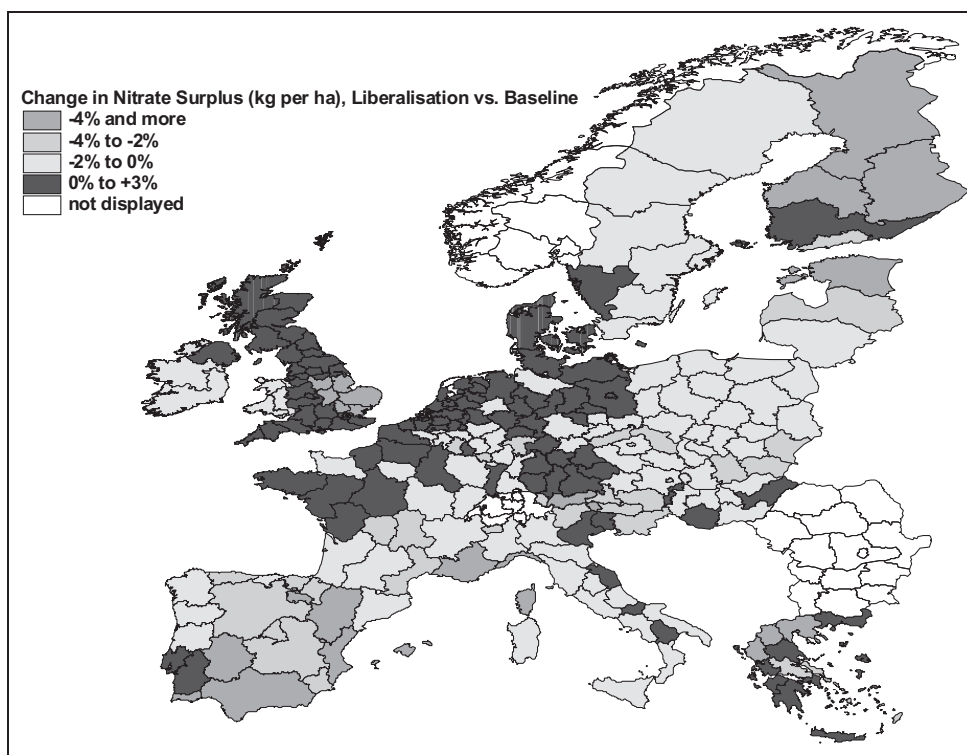 Change in Nitrate Surplus (kg per ha), Liberalisation vs. Baseline
-4% and more
-4% to -2%
-2% to 0%
0% to +3%
not displayed